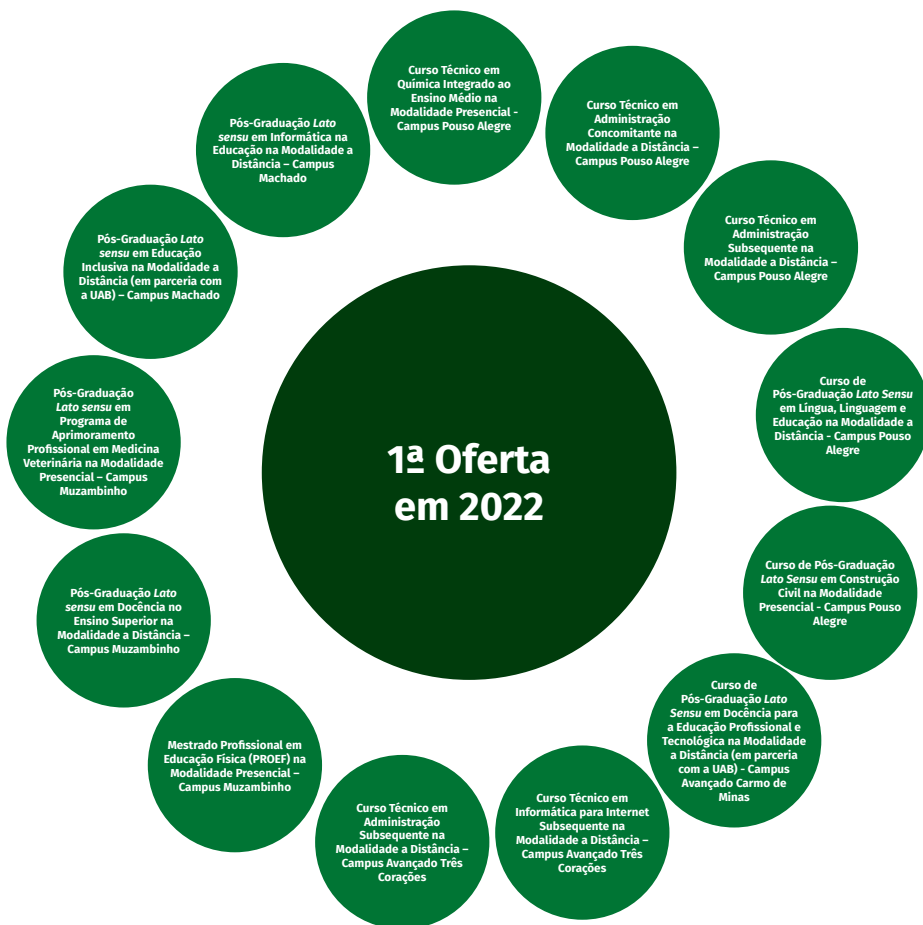 Curso Técnico em
Química Integrado ao
Ensino Médio na
Modalidade Presencial -
Campus Pouso Alegre
Curso Técnico em
Administração
Concomitante na
Modalidade a Distância –
Campus Pouso Alegre
Curso Técnico em
Administração
Subsequente na
Modalidade a Distância –
Campus Pouso Alegre
Curso de
Pós-Graduação Lato Sensu
em Língua, Linguagem e
Educação na Modalidade a
Distância - Campus Pouso
Alegre
Curso de Pós-Graduação
Lato Sensu em Construção
Civil na Modalidade
Presencial - Campus Pouso
Alegre
Curso de
Pós-Graduação Lato
Sensu em Docência para
a Educação Profissional e
Tecnológica na Modalidade
a Distância (em parceria
com a UAB) - Campus
Avançado Carmo de
Minas
Curso Técnico em
Informática para Internet
Subsequente na
Modalidade a Distância –
Campus Avançado Três
Corações
Curso Técnico em
Administração
Subsequente na
Modalidade a Distância –
Campus Avançado Três
Corações
Mestrado Profissional em
Educação Física (PROEF) na
Modalidade Presencial –
Campus Muzambinho
Pós-Graduação Lato
sensu em Docência no
Ensino Superior na
Modalidade a Distância –
Campus Muzambinho
Pós-Graduação
Lato sensu em
Programa de
Aprimoramento
Profissional em Medicina
Veterinária na Modalidade
Presencial – Campus
Muzambinho
Pós-Graduação Lato
sensu em Educação
Inclusiva na Modalidade a
Distância (em parceria com
a UAB) – Campus Machado
Pós-Graduação Lato
sensu em Informática na
Educação na Modalidade a
Distância – Campus
Machado
1ª Oferta
em 2022